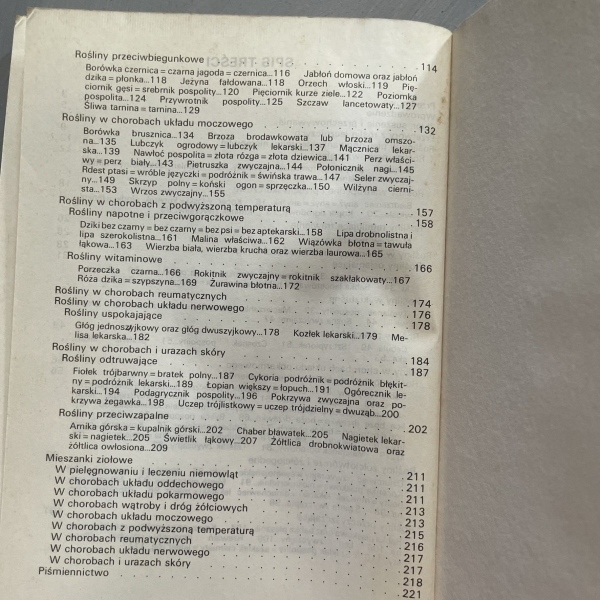 Rośliny przeciwbiegunkowe . . . . . . . 114
Borówka czernica = czarna jagoda = czernica...116 Jabłoń domowa oraz jabłoń
dzika = płonka...118 Jeżyna fałdowana...118 Orzech włoski...119 Pię-
ciornik gęsi = srebrnik pospolity...120 Pięciornik kurze ziele...122 Poziomka
pospolita...124 Przywrotnik pospolity...125 Szczaw lancetowaty...127
Śliwa tarnina = tarnina...129
Rośliny w chorobach układu moczowego . . . . . . . 132
Borówka brusznica...134 Brzoza brodawkowata lub brzoza omszo-
na...135 Lubczyk ogrodowy = lubczyk lekarski...137 Mącznica lekar-
ska...139 Nawłoć pospolita = złota rózga = złota dziewica...141 Perz właści-
wy = perz biały...143 Pietruszka zwyczajna...144 Połonicznik nagi...145
Rdest ptasi = wróble języczki = podróżnik = świńska trawa...147 Seler zwyczaj-
ny...149 Skrzyp polny = koński ogon = sprzęczka...150 Wilżyna cierni-
sta...153 Wrzos zwyczajny...155
Rośliny w chorobach z podwyższoną temperaturą . . . . . . . 157
Rośliny napotne i przeciwgorączkowe . . . . . . . 158
Dziki bez czarny = bez czarny = bez psi = bez aptekarski...158 Lipa drobnolistna i
lipa szerokolistna...161 Malina właściwa...162 Wiązówka błotna = tawuła
łąkowa...163 Wierzba biała, wierzba krucha oraz wierzba laurowa...165
Rośliny witaminowe . . . . . . . 166
Porzeczka czarna...166 Rokitnik zwyczajny = rokitnik szakłakowaty...167
Róża dzika = szypszyna...169 Żurawina błotna...172
Rośliny w chorobach reumatycznych . . . . . . . 174
Rośliny w chorobach układu nerwowego . . . . . . . 176
Rośliny uspokajające . . . . . . . 178
Głóg jednoszyjkowy oraz głóg dwuszyjkowy...178 Kozłek lekarski...179 Me-
lisa lekarska...182
Rośliny w chorobach i urazach skóry . . . . . . . 184
Rośliny odtruwające . . . . . . . 187
Fiołek trójbarwny = bratek polny...187 Cykoria podróżnik = podróżnik błękit-
ny = podróżnik lekarski...189 Łopian większy = łopuch...191 Ogórecznik le-
karski...194 Podagrycznik pospolity...196 Pokrzywa zwyczajna oraz po-
krzywa żegawka...198 Uczep trójlistkowy = uczep trójdzielny = dwuząb...200
Rośliny przeciwzapalne . . . . . . . 202
Arnika górska = kupalnik górski...202 Chaber bławatek...205 Nagietek lekar-
ski = nagietek...205 Świetlik łąkowy...207 Żółtlica drobnokwiatowa oraz
żółtlica owłosiona...209
Mieszanki ziołowe . . . . . . . 211
W pielęgnowaniu i leczeniu niemowląt . . . . . . . 211
W chorobach układu oddechowego . . . . . . . 211
W chorobach układu pokarmowego . . . . . . . 213
W chorobach wątroby i dróg żółciowych . . . . . . . 213
W chorobach układu moczowego . . . . . . . 215
W chorobach z podwyższoną temperaturą . . . . . . . 216
W chorobach reumatycznych . . . . . . . 217
W chorobach układu nerwowego . . . . . . . 217
W chorobach i urazach skóry . . . . . . . 218
Piśmiennictwo . . . . . . . 221